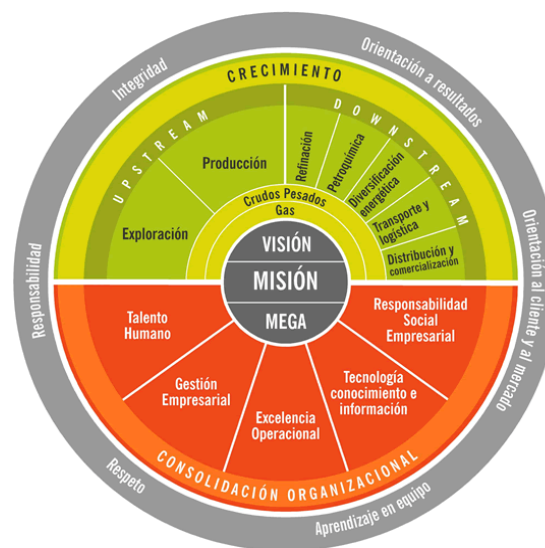 Integridad
Orientación a resultados
CRECIMIENTO
UPSTREAM
DOWNSTREAM
Exploración
Producción
Refinación
Petroquímica
Diversificación
energética
Transporte y
logística
Distribución y
comercialización
Crudos Pesados
Gas
VISIÓN
MISIÓN
MEGA
Responsabilidad
Orientación al cliente y al mercado
Talento
Humano
Gestión
Empresarial
Excelencia
Operacional
Tecnología
conocimiento e
información
Responsabilidad
Social
Empresarial
CONSOLIDACIÓN ORGANIZACIONAL
Respeto
Aprendizaje en equipo